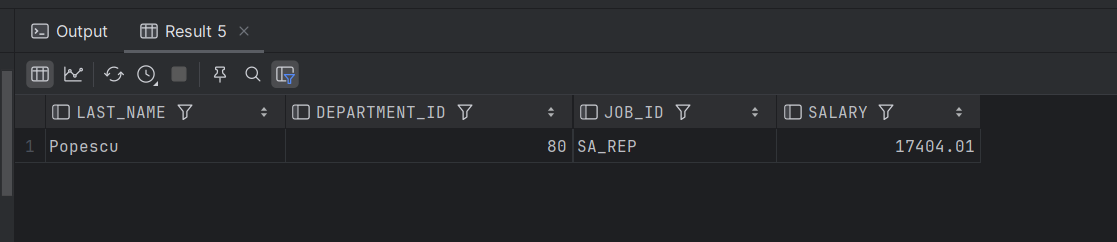 Output Result 5
LAST_NAME DEPARTMENT_ID JOB_ID SALARY
1 Popescu 80 SA_REP 17404.01